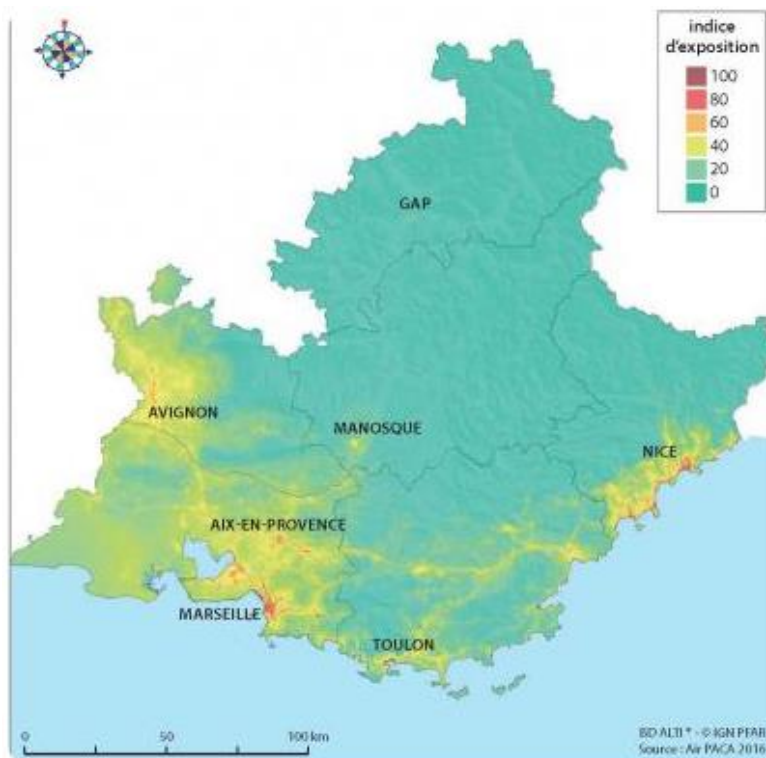 indice
d'exposition
100
80
60
40
20
0
GAP
AVIGNON
MANOSQUE
NICE
AIX-EN-PROVENCE
MARSEILLE
TOULON
0 50 100 km
BD ALTI * - © IGN PFAR
Source : Air PACA 2016